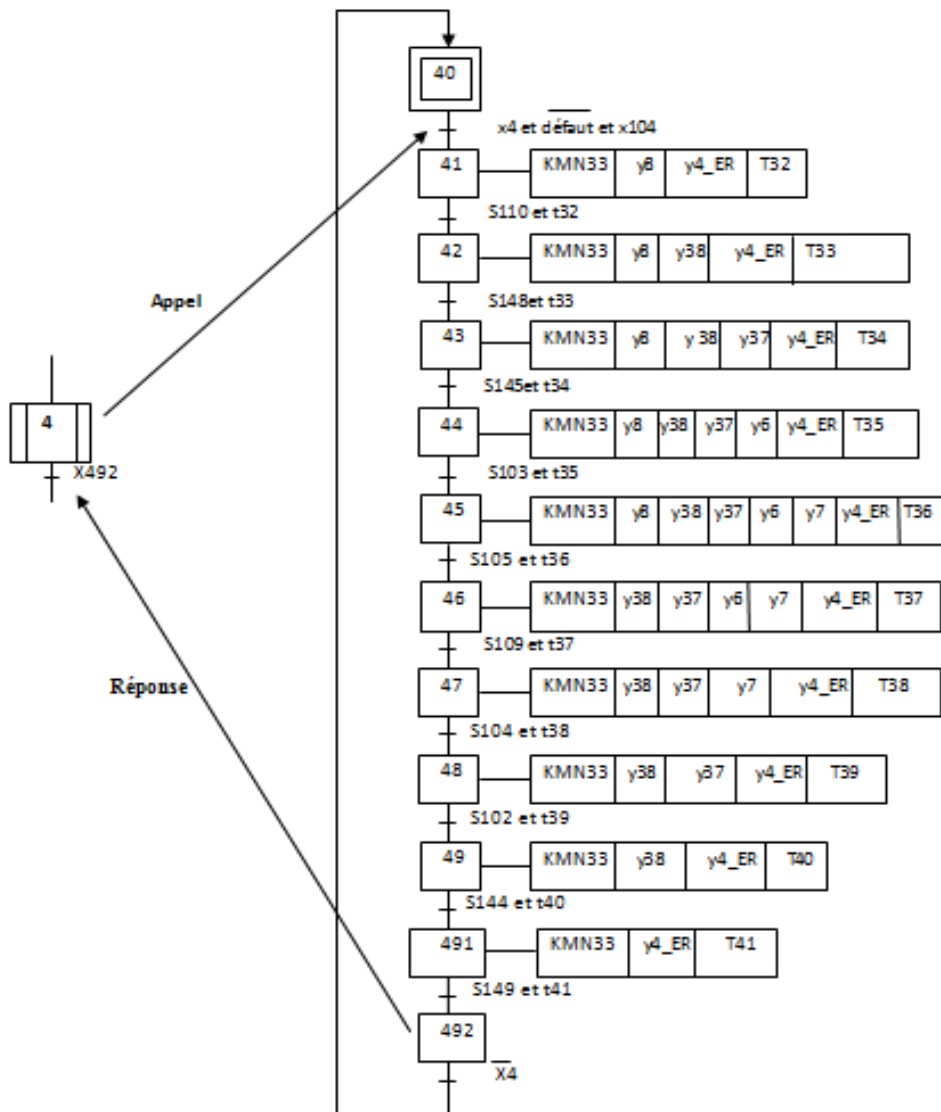 40
x4 et défaut et x104
41 KMN33 y8 y4_ER T32
S110 et t32
42 KMN33 y8 y38 y4_ER T33
S148et t33
Appel
43 KMN33 y8 y 38 y37 y4_ER T34
S145et t34
4
44 KMN33 y8 y38 y37 y6 y4_ER T35
X492
S103 et t35
45 KMN33 y8 y38 y37 y6 y7 y4_ER T36
S105 et t36
46 KMN33 y38 y37 y6 y7 y4_ER T37
S109 et t37
Réponse
47 KMN33 y38 y37 y7 y4_ER T38
S104 et t38
48 KMN33 y38 y37 y4_ER T39
S102 et t39
49 KMN33 y38 y4_ER T40
S144 et t40
491 KMN33 y4_ER T41
S149 et t41
492
X4